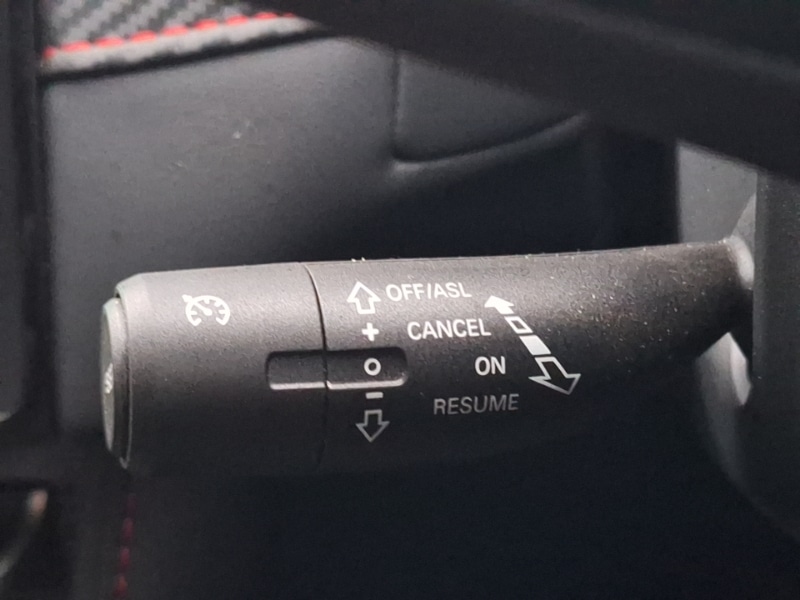 OFF/ASL
+ CANCEL
O ON
- RESUME